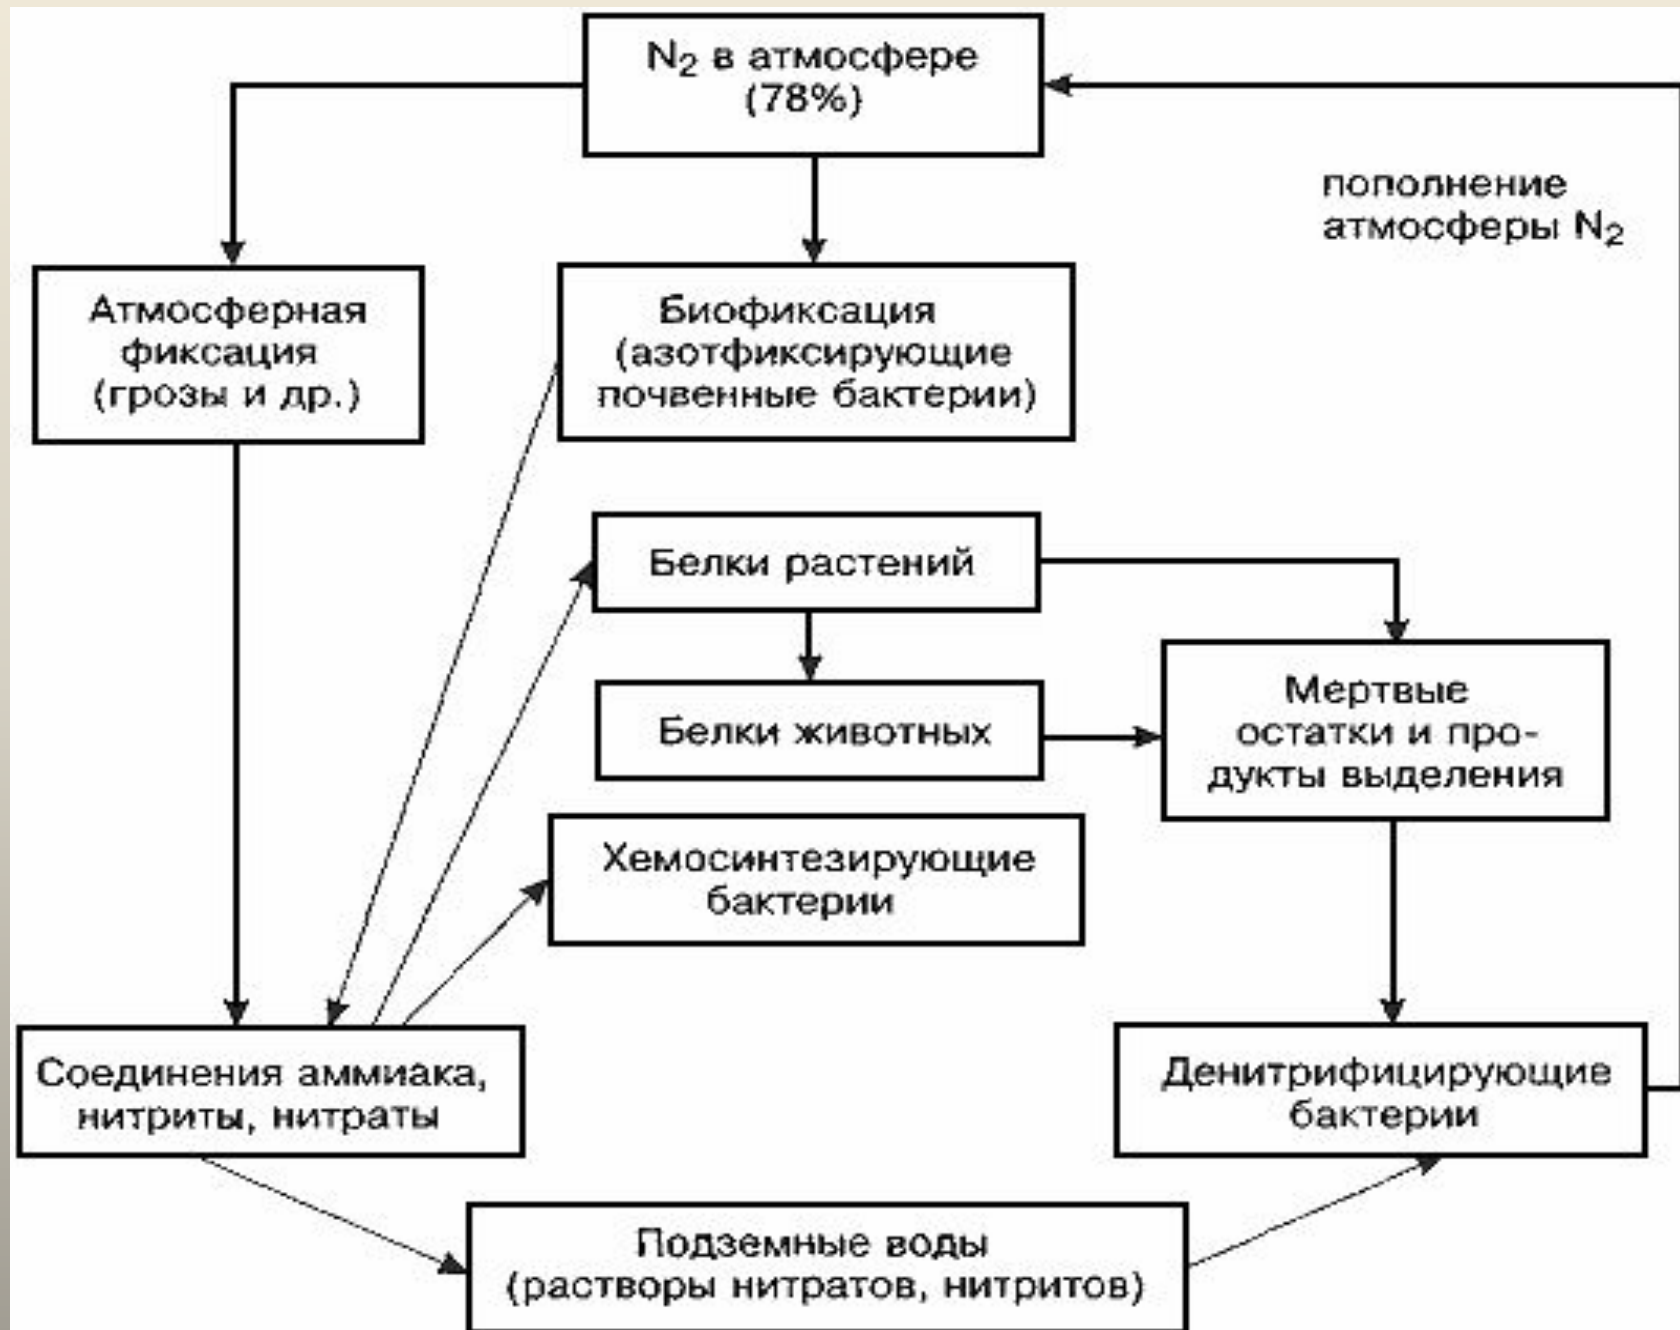 N₂ в атмосфере
(78%)
пополнение
атмосферы N₂
Атмосферная
фиксация
(грозы и др.)
Биофиксация
(азотфиксирующие
почвенные бактерии)
Белки растений
Белки животных
Мертвые
остатки и про-
дукты выделения
Хемосинтезирующие
бактерии
Соединения аммиака,
нитриты, нитраты
Денитрифицирующие
бактерии
Подземные воды
(растворы нитратов, нитритов)